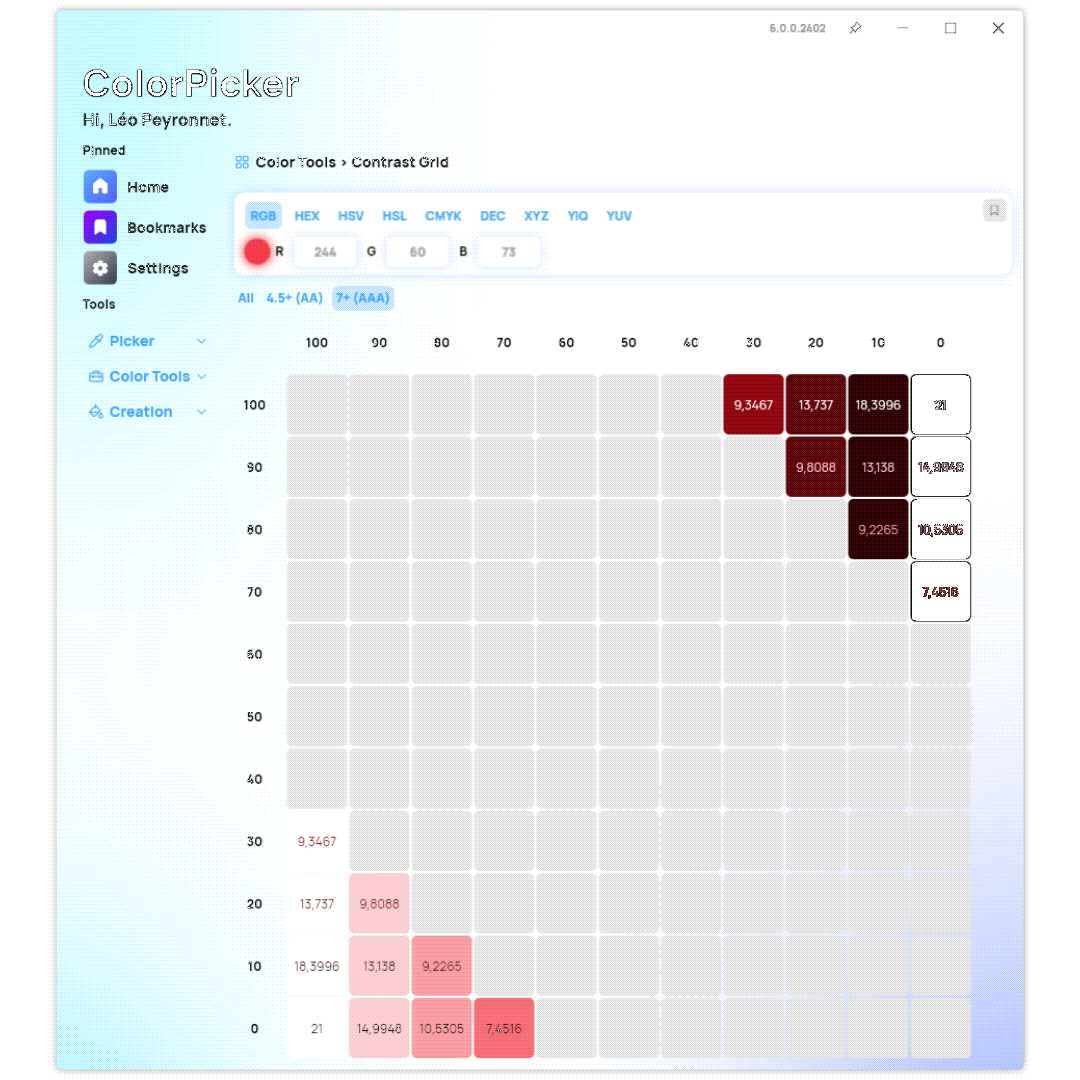 6.0.0.2402
ColorPicker
Hi, Léo Peyronnet.
Pinned
Home
Bookmarks
Settings
Tools
Picker
Color Tools
Creation
Color Tools › Contrast Grid
RGB HEX HSV HSL CMYK DEC XYZ YIQ YUV
R 244 G 60 B 73
All 4.5+ (AA) 7+ (AAA)
100 90 80 70 60 50 40 30 20 10 0
100 9,3467 13,737 18,3996 21
90 9,8088 13,138 14,9948
80 9,2265 10,5305
70 7,4516
60
50
40
30 9,3467
20 13,737 9,8088
10 18,3996 13,138 9,2265
0 21 14,9948 10,5305 7,4516